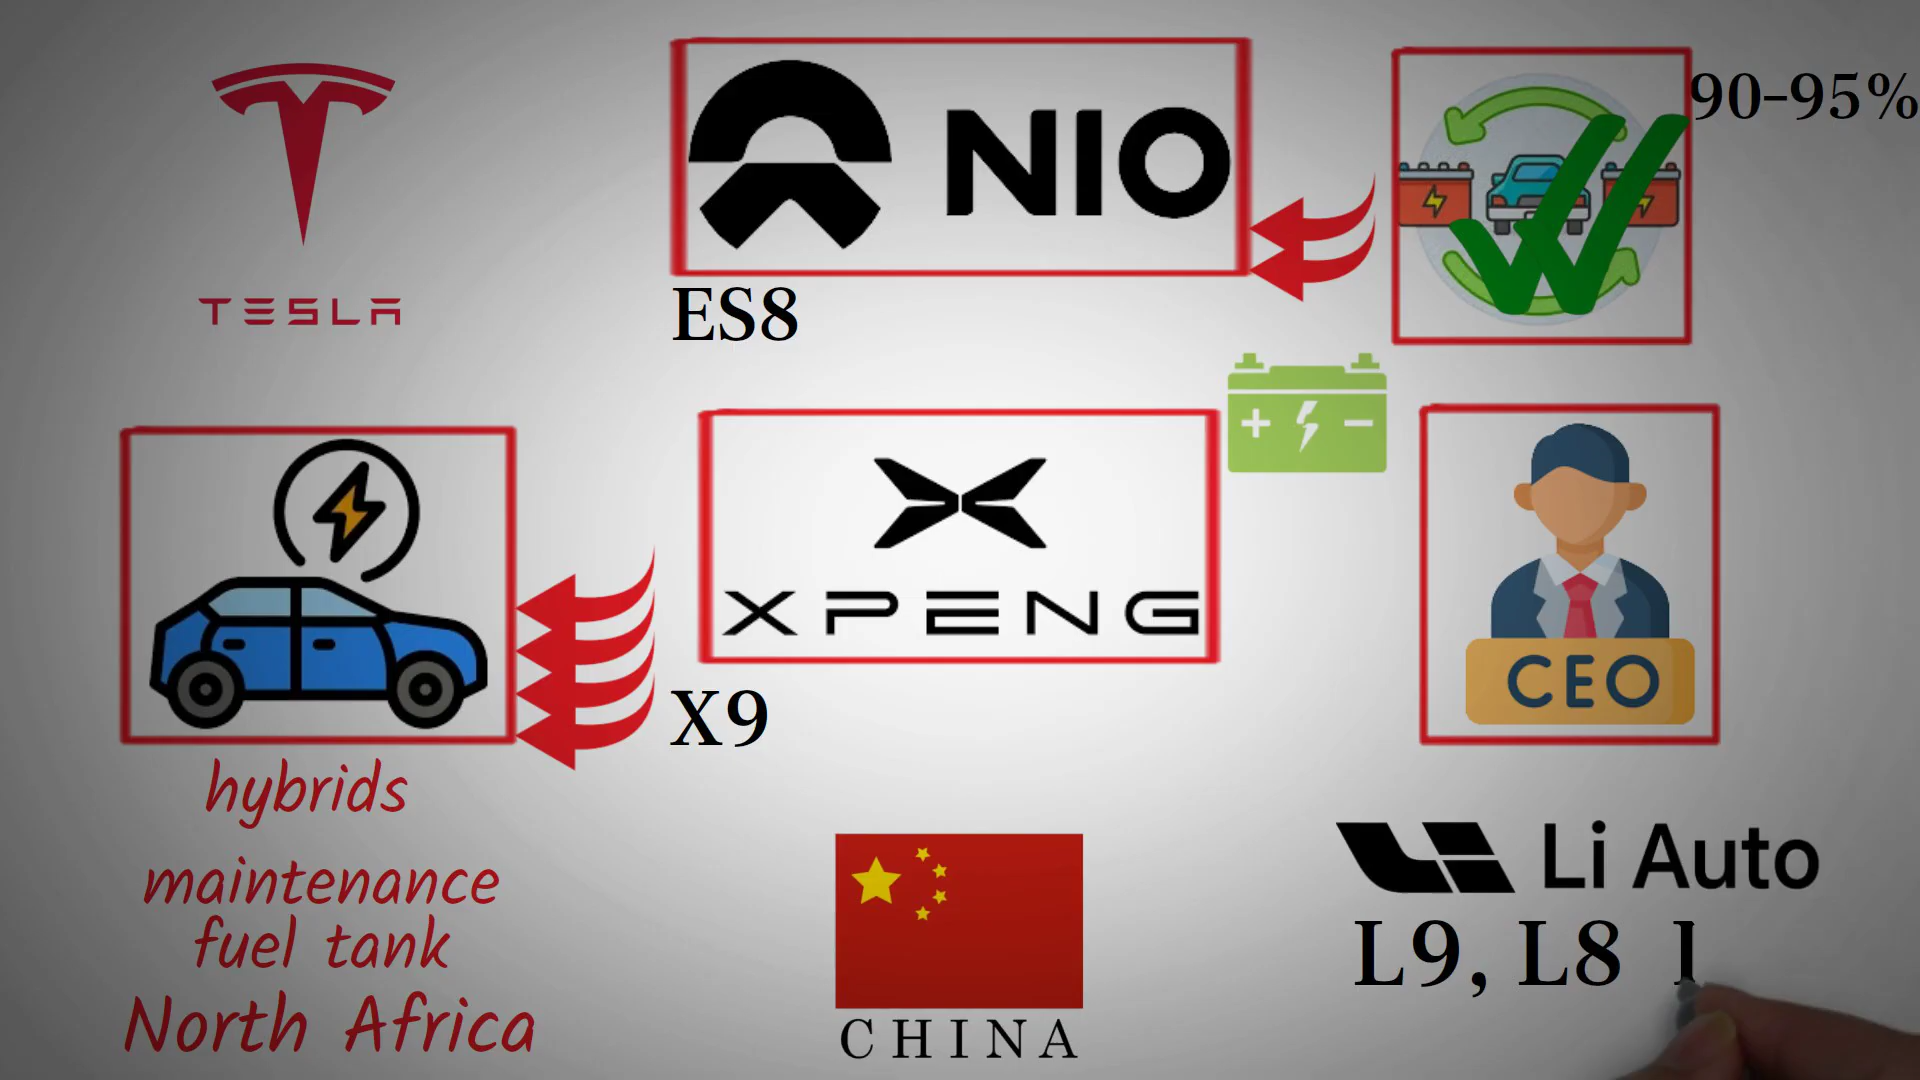 TESLA
NIO
90-95%
ES8
+ -
XPENG
CEO
X9
hybrids
maintenance
fuel tank
North Africa
CHINA
Li Auto
L9, L8